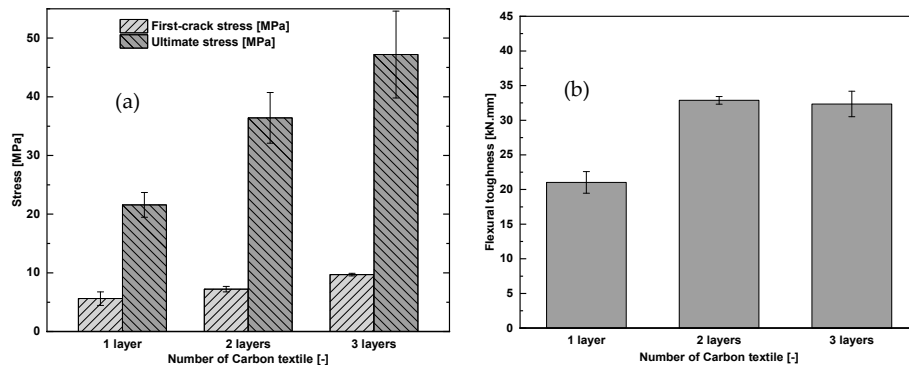 First-crack stress [MPa]
Ultimate stress [MPa]
(a)
Stress [MPa]
50
40
30
20
10
0
1 layer
2 layers
3 layers
Number of Carbon textile [-]
(b)
Flexural toughness [kN.mm]
45
40
35
30
25
20
15
10
5
0
1 layer
2 layers
3 layers
Number of Carbon textile [-]